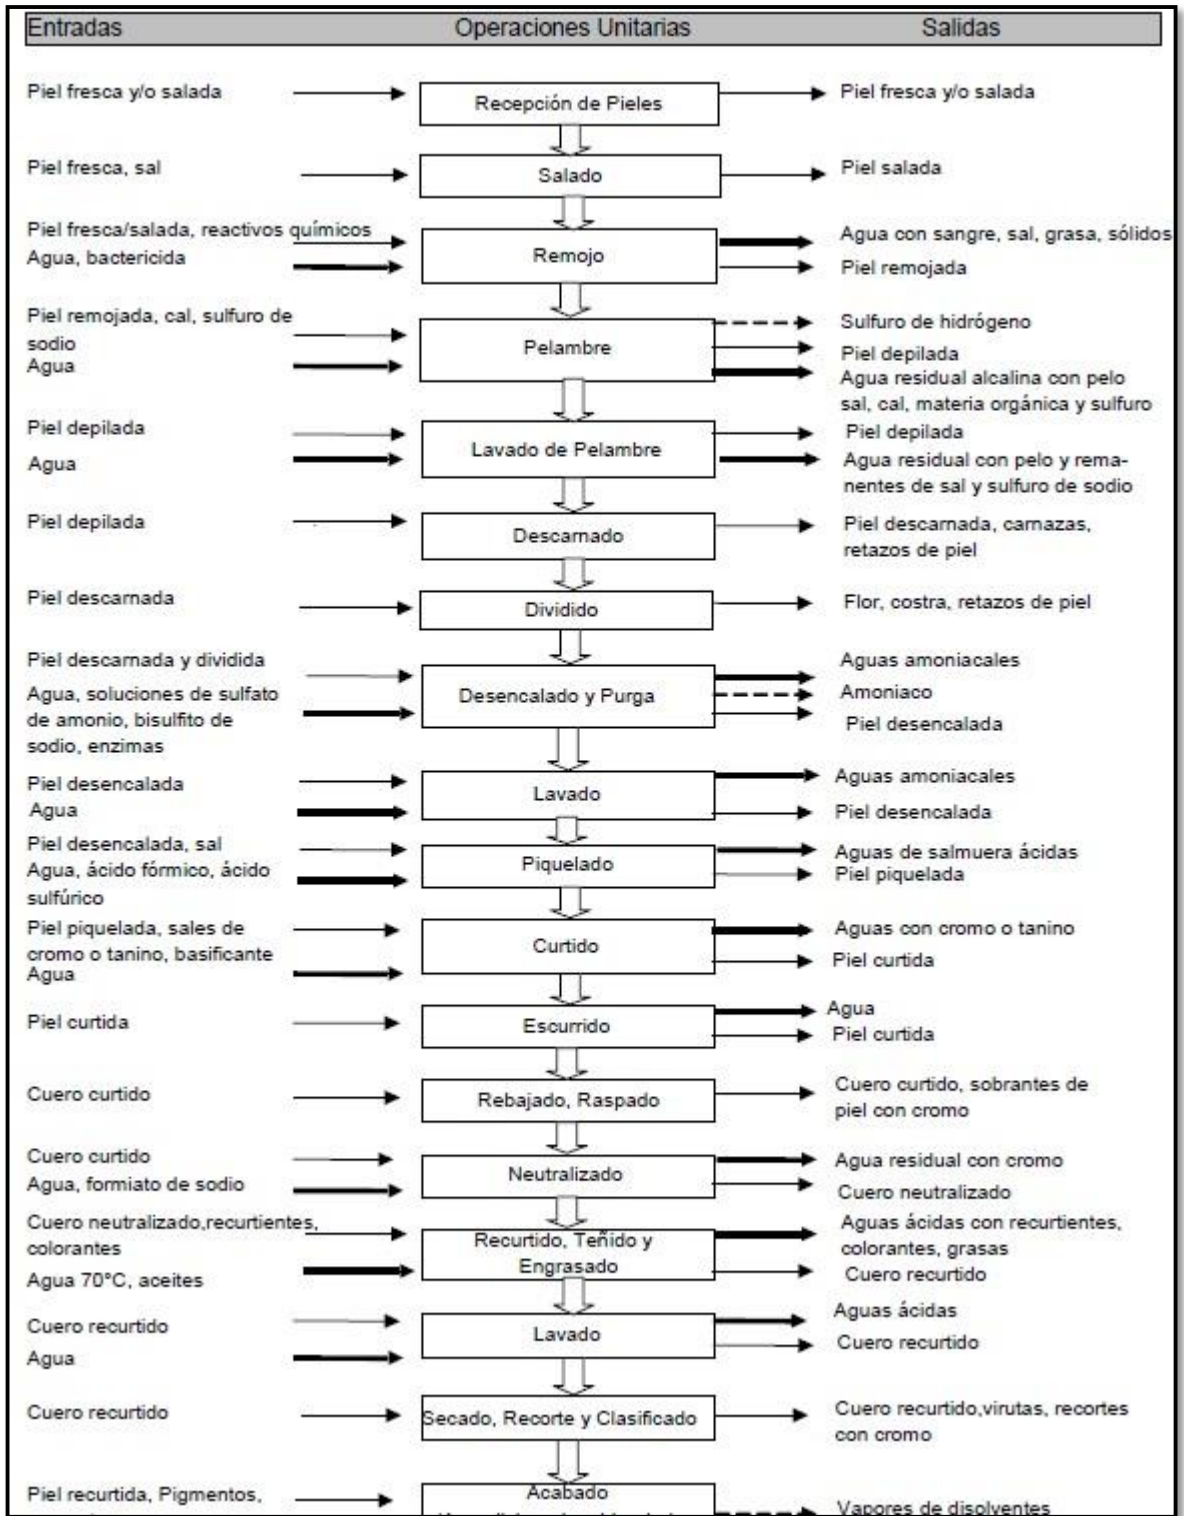 Entradas Operaciones Unitarias Salidas
Piel fresca y/o salada Recepción de Pieles Piel fresca y/o salada
Piel fresca, sal Salado Piel salada
Piel fresca/salada, reactivos químicos
Agua, bactericida
Remojo
Agua con sangre, sal, grasa, sólidos
Piel remojada
Piel remojada, cal, sulfuro de
sodio
Agua
Pelambre
Sulfuro de hidrógeno
Piel depilada
Agua residual alcalina con pelo
sal, cal, materia orgánica y sulfuro
Piel depilada
Agua
Lavado de Pelambre
Piel depilada
Agua residual con pelo y rema-
nentes de sal y sulfuro de sodio
Piel depilada
Descarnado
Piel descarnada, carnazas,
retazos de piel
Piel descarnada
Dividido
Flor, costra, retazos de piel
Piel descarnada y dividida
Agua, soluciones de sulfato
de amonio, bisulfito de
sodio, enzimas
Desencalado y Purga
Aguas amoniacales
Amoniaco
Piel desencalada
Piel desencalada
Agua
Lavado
Aguas amoniacales
Piel desencalada
Piel desencalada, sal
Agua, ácido fórmico, ácido
sulfúrico
Piquelado
Aguas de salmuera ácidas
Piel piquelada
Piel piquelada, sales de
cromo o tanino, basificante
Agua
Curtido
Aguas con cromo o tanino
Piel curtida
Piel curtida
Escurrido
Agua
Piel curtida
Cuero curtido
Rebajado, Raspado
Cuero curtido, sobrantes de
piel con cromo
Cuero curtido
Agua, formiato de sodio
Neutralizado
Agua residual con cromo
Cuero neutralizado
Cuero neutralizado,recurtientes,
colorantes
Agua 70°C, aceites
Recurtido, Teñido y
Engrasado
Aguas ácidas con recurtientes,
colorantes, grasas
Cuero recurtido
Cuero recurtido
Agua
Lavado
Aguas ácidas
Cuero recurtido
Cuero recurtido
Secado, Recorte y Clasificado
Cuero recurtido,virutas, recortes
con cromo
Piel recurtida, Pigmentos,
Acabado
Vapores de disolventes